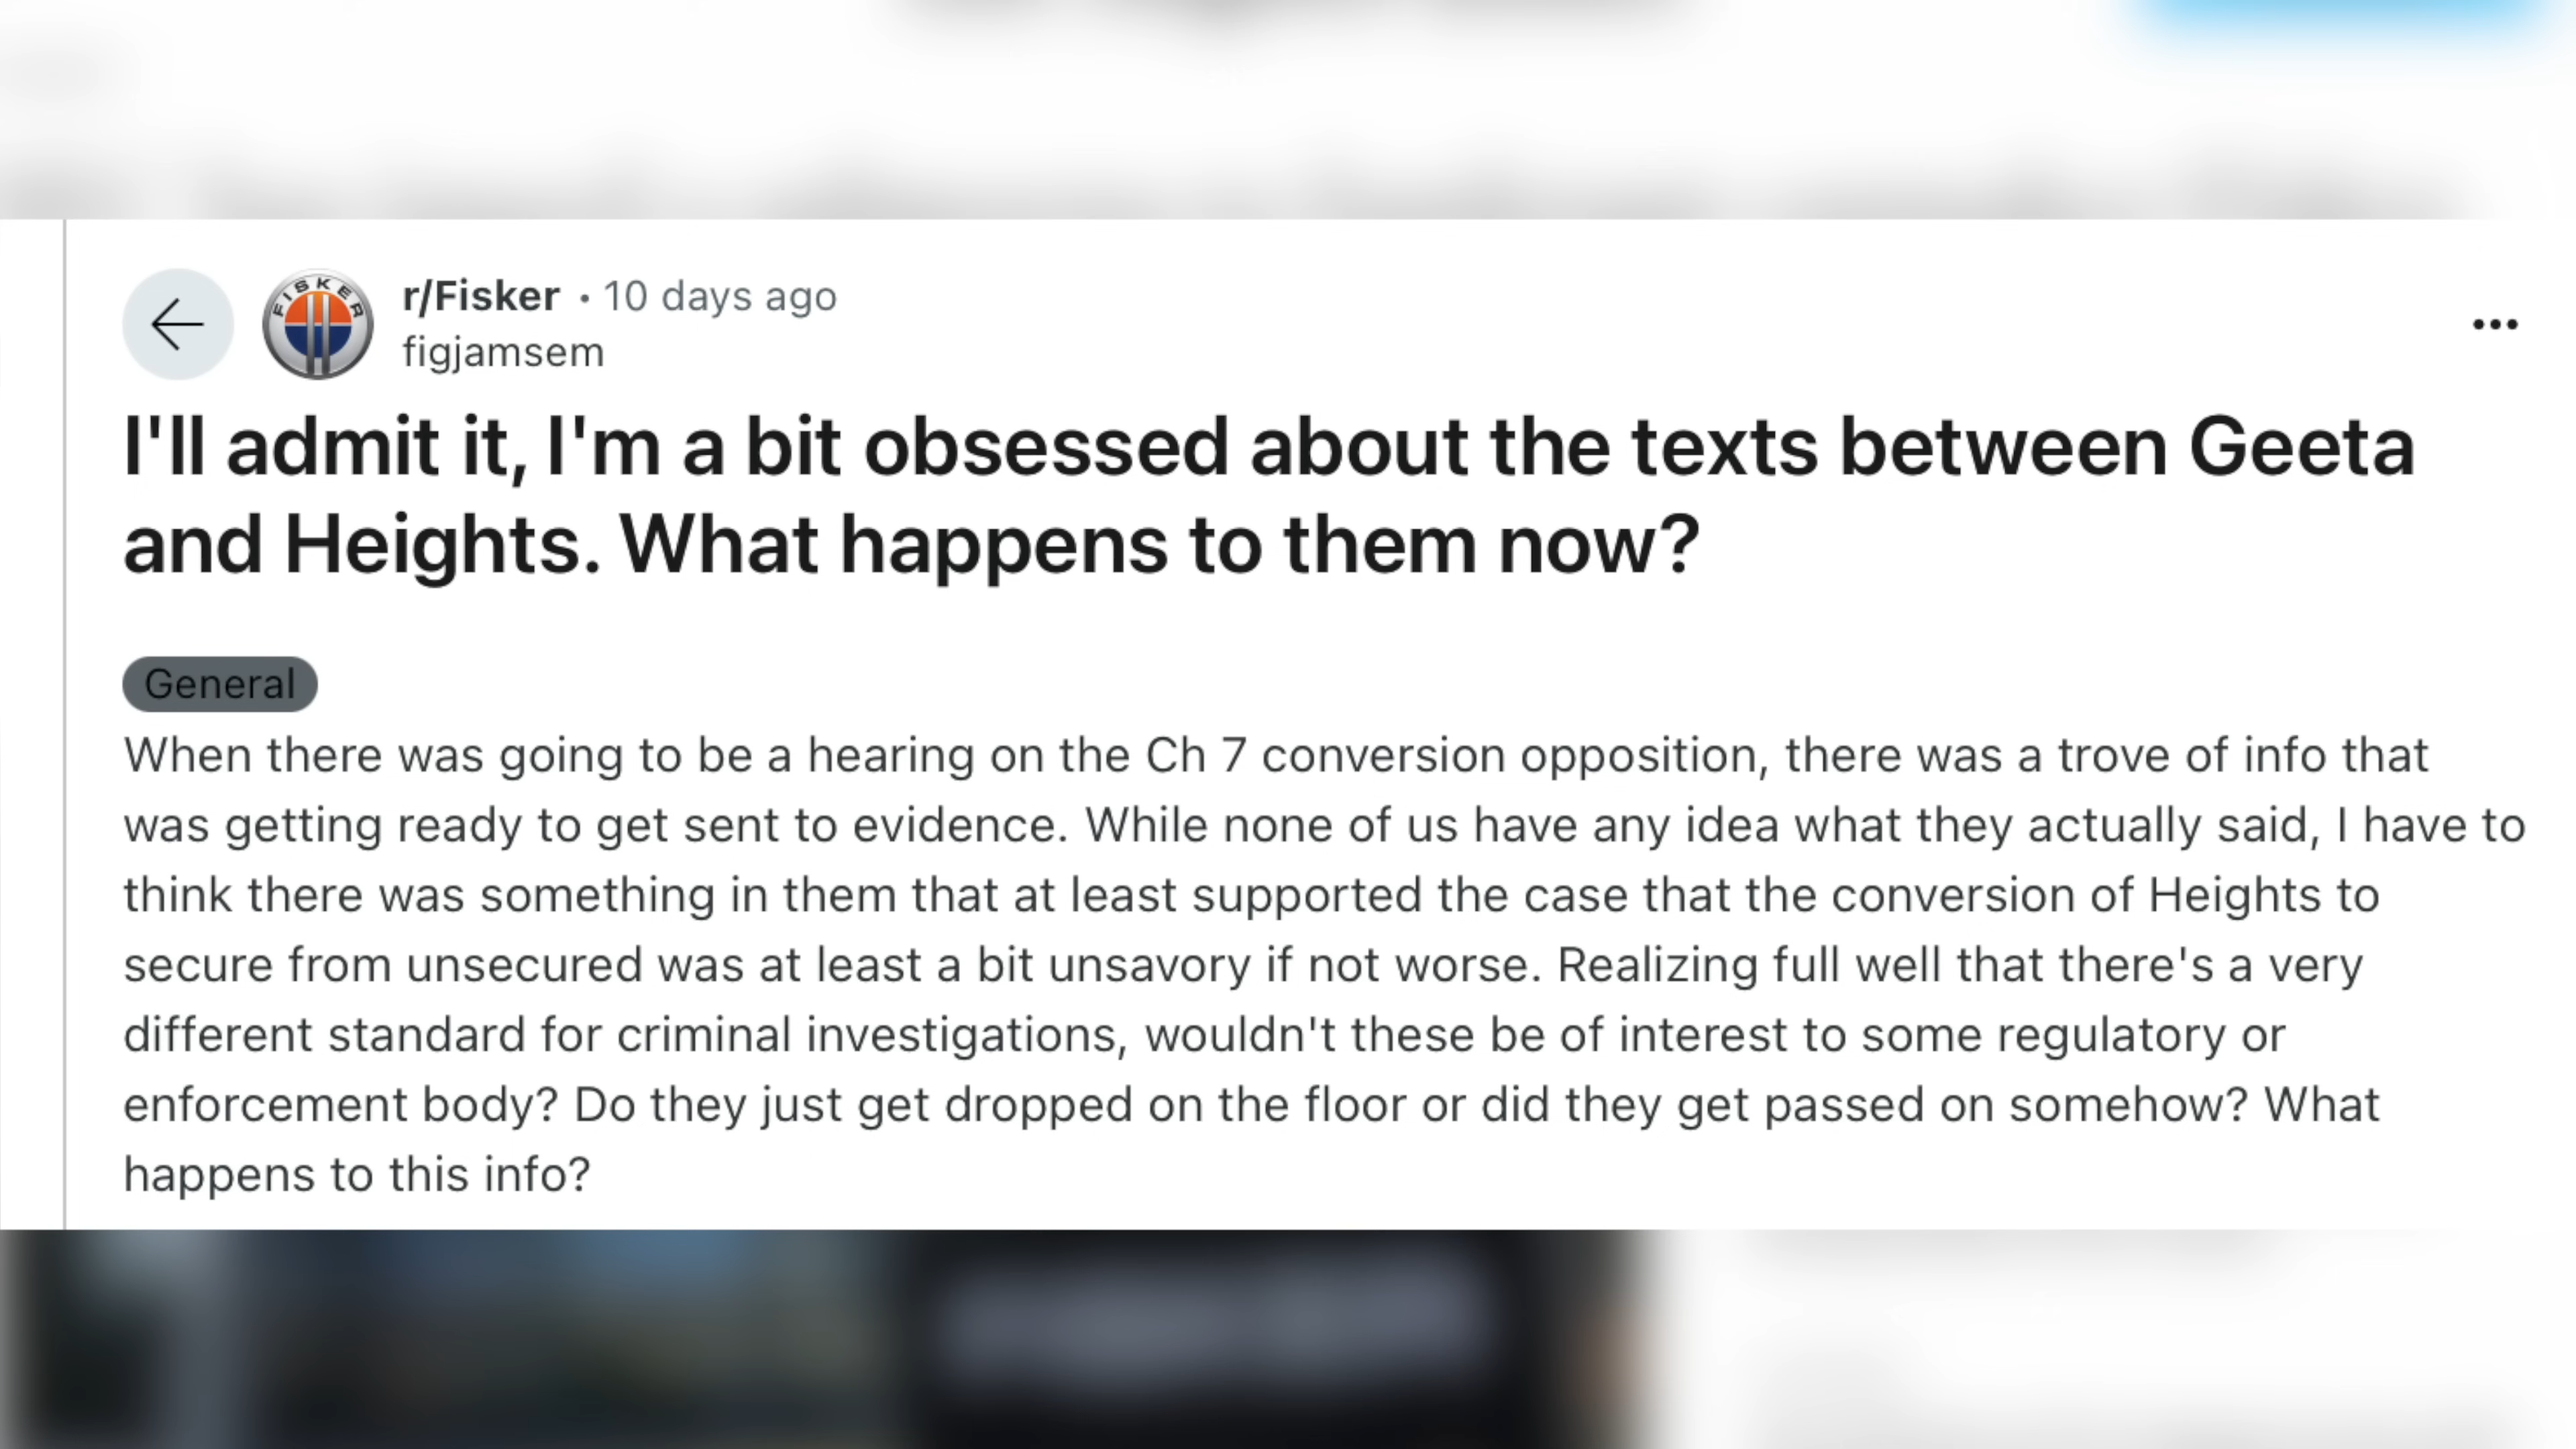 FISKER
r/Fisker • 10 days ago
figjamsem
I'll admit it, I'm a bit obsessed about the texts between Geeta
and Heights. What happens to them now?
General
When there was going to be a hearing on the Ch 7 conversion opposition, there was a trove of info that
was getting ready to get sent to evidence. While none of us have any idea what they actually said, I have to
think there was something in them that at least supported the case that the conversion of Heights to
secure from unsecured was at least a bit unsavory if not worse. Realizing full well that there's a very
different standard for criminal investigations, wouldn't these be of interest to some regulatory or
enforcement body? Do they just get dropped on the floor or did they get passed on somehow? What
happens to this info?